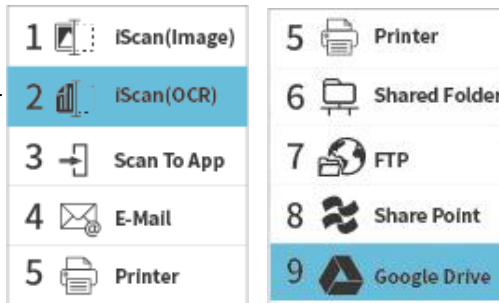 1 iScan(Image)
2 iScan(OCR)
3 Scan To App
4 E-Mail
5 Printer
5 Printer
6 Shared Folder
7 FTP
8 Share Point
9 Google Drive